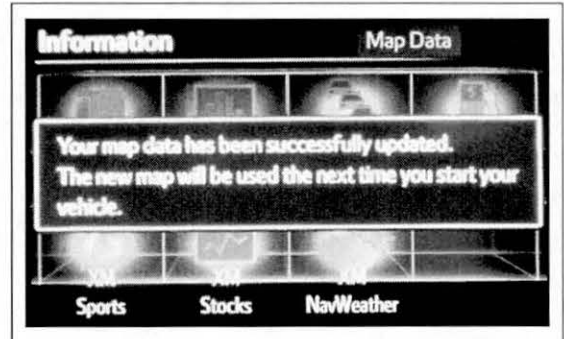 Information
Map Data
Your map data has been successfully updated.
The new map will be used the next time you start your
vehicle.
XM
XM
XM
Sports
Stocks
NavWeather